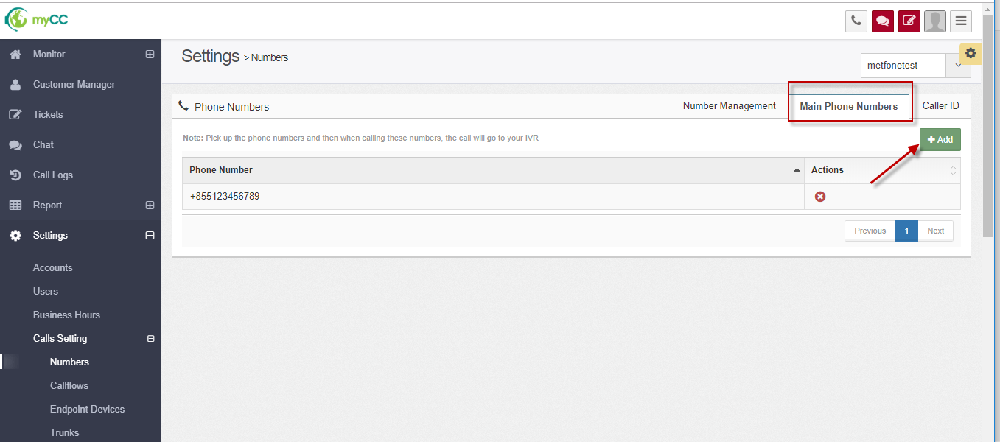 myCC
Monitor
Customer Manager
Tickets
Chat
Call Logs
Report
Settings
Accounts
Users
Business Hours
Calls Setting
Numbers
Callflows
Endpoint Devices
Trunks
Settings > Numbers
metfonetest
Phone Numbers
Number Management
Main Phone Numbers
Caller ID
Note: Pick up the phone numbers and then when calling these numbers, the call will go to your IVR
Add
Phone Number
Actions
+855123456789
Previous
1
Next